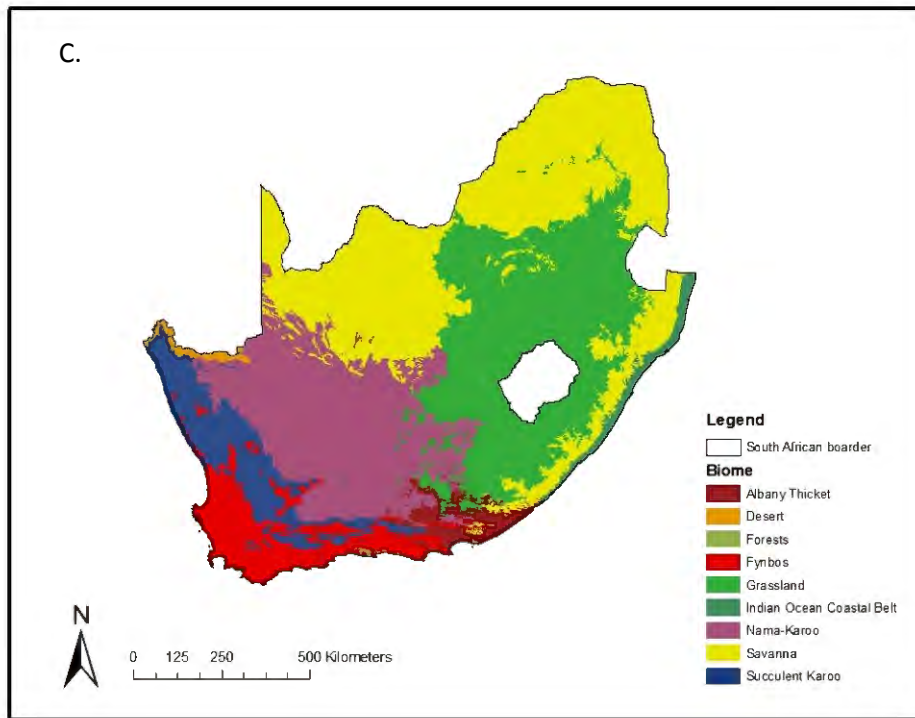 C.
Legend
South African boarder
Biome
Albany Thicket
Desert
Forests
Fynbos
Grassland
Indian Ocean Coastal Belt
Nama-Karoo
Savanna
Succulent Karoo
N
0 125 250 500 Kilometers